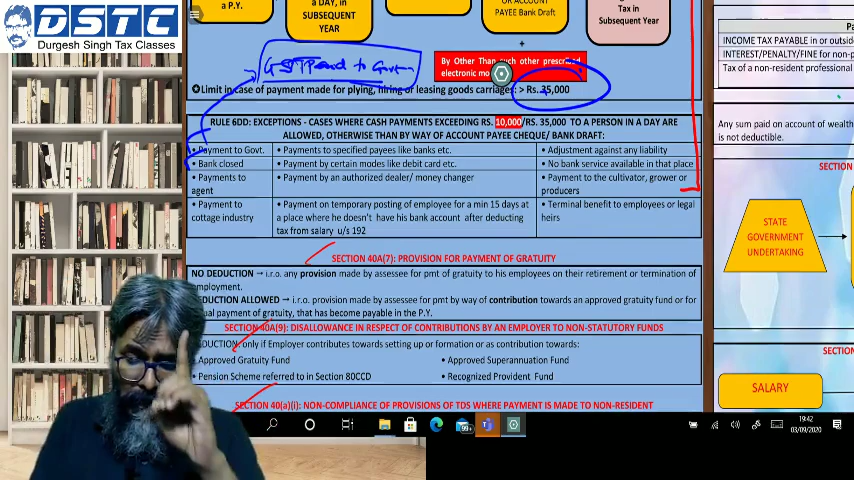 DSTC
Durgesh Singh Tax Classes
a P.Y.
a DAY, in
SUBSEQUENT
YEAR
OR ACCOUNT
PAYEE Bank Draft
Tax in
Subsequent Year
+
By Other Than such other prescribed
electronic mo
GST Paid to Govern
Limit in case of payment made for plying, hiring or leasing goods carriages: > Rs. 35,000
RULE 6DD: EXCEPTIONS - CASES WHERE CASH PAYMENTS EXCEEDING RS. 10,000/RS. 35,000 TO A PERSON IN A DAY ARE
ALLOWED, OTHERWISE THAN BY WAY OF ACCOUNT PAYEE CHEQUE/ BANK DRAFT:
• Payment to Govt. • Payments to specified payees like banks etc. • Adjustment against any liability
• Bank closed • Payment by certain modes like debit card etc. • No bank service available in that place
• Payments to agent • Payment by an authorized dealer/ money changer • Payment to the cultivator, grower or producers
• Payment to cottage industry • Payment on temporary posting of employee for a min 15 days at a place where he doesn't have his bank account after deducting tax from salary u/s 192 • Terminal benefit to employees or legal heirs
SECTION 40A(7): PROVISION FOR PAYMENT OF GRATUITY
NO DEDUCTION → i.r.o. any provision made by assessee for pmt of gratuity to his employees on their retirement or termination of
employment.
DEDUCTION ALLOWED → i.r.o. provision made by assessee for pmt by way of contribution towards an approved gratuity fund or for
ual payment of gratuity, that has become payable in the P.Y.
SECTION 40A(9): DISALLOWANCE IN RESPECT OF CONTRIBUTIONS BY AN EMPLOYER TO NON-STATUTORY FUNDS
DUCTION: only if Employer contributes towards setting up or formation or as contribution towards:
Approved Gratuity Fund • Approved Superannuation Fund
• Pension Scheme referred to in Section 80CCD • Recognized Provident Fund
SECTION 40(a)(i): NON-COMPLIANCE OF PROVISIONS OF TDS WHERE PAYMENT IS MADE TO NON-RESIDENT
Pa
INCOME TAX PAYABLE in or outsid
INTEREST/PENALTY/FINE for non-p
Tax of a non-resident professional
Any sum paid on account of wealth
is not deductible.
SECTION
STATE
GOVERNMENT
UNDERTAKING
SECTION
SALARY
99+
19:42
03/09/2020